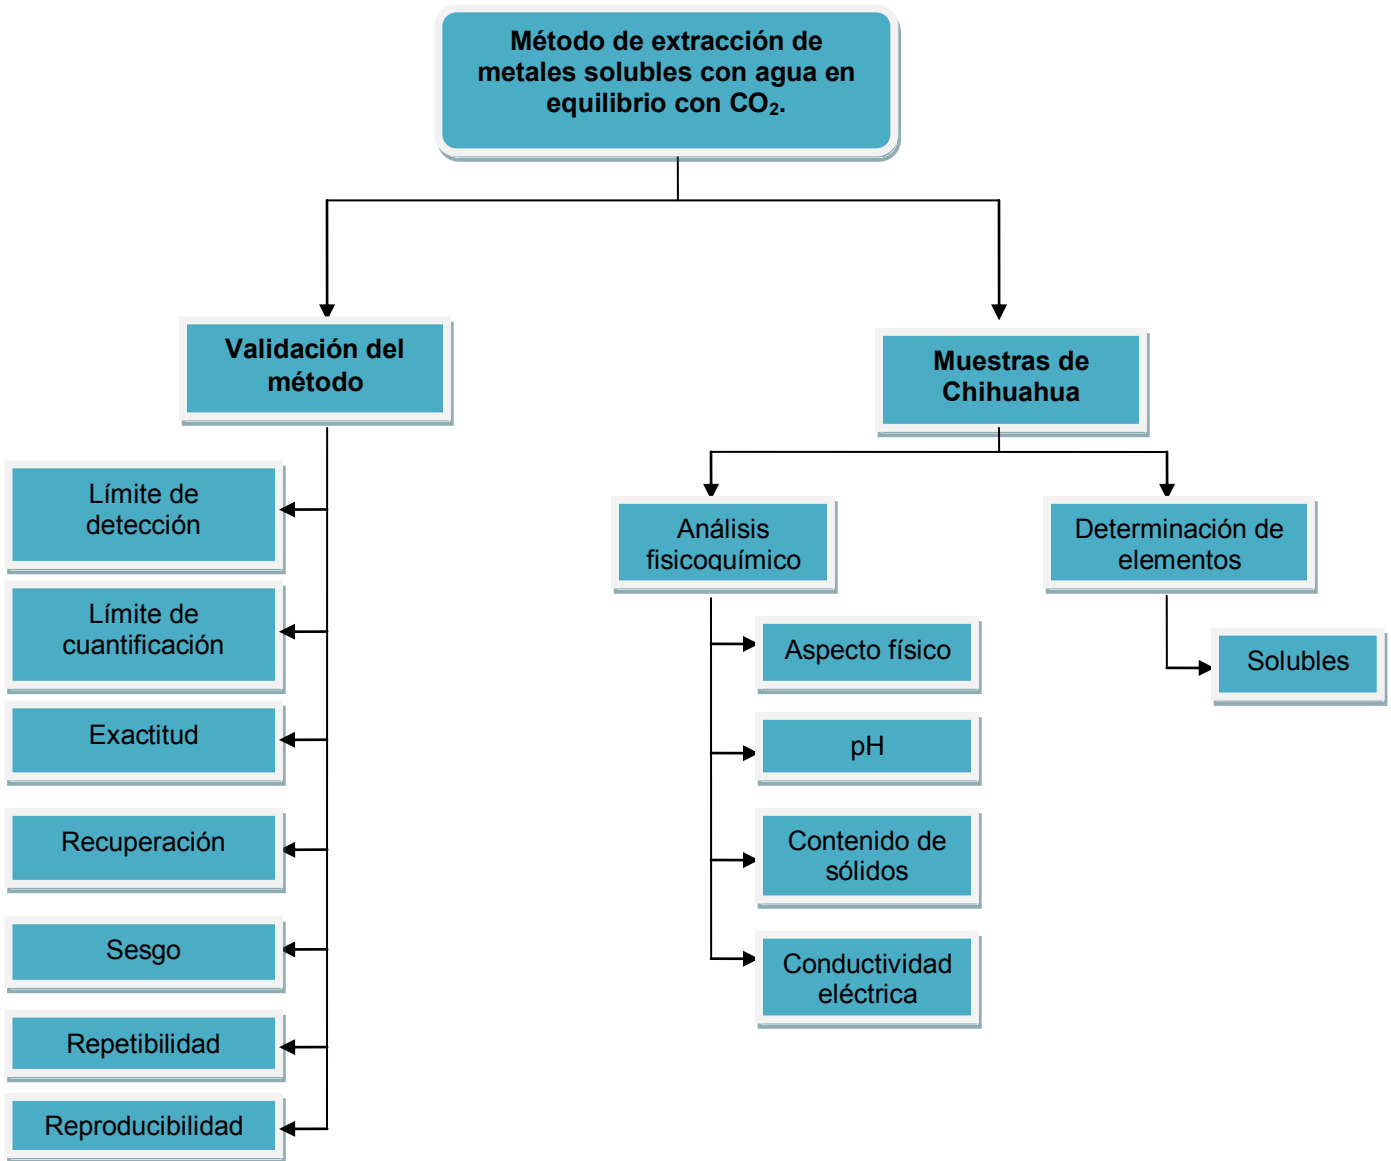 Método de extracción de
metales solubles con agua en
equilibrio con CO₂.
Validación del
método
Límite de
detección
Límite de
cuantificación
Exactitud
Recuperación
Sesgo
Repetibilidad
Reproducibilidad
Muestras de
Chihuahua
Análisis
fisicoquímico
Aspecto físico
pH
Contenido de
sólidos
Conductividad
eléctrica
Determinación de
elementos
Solubles